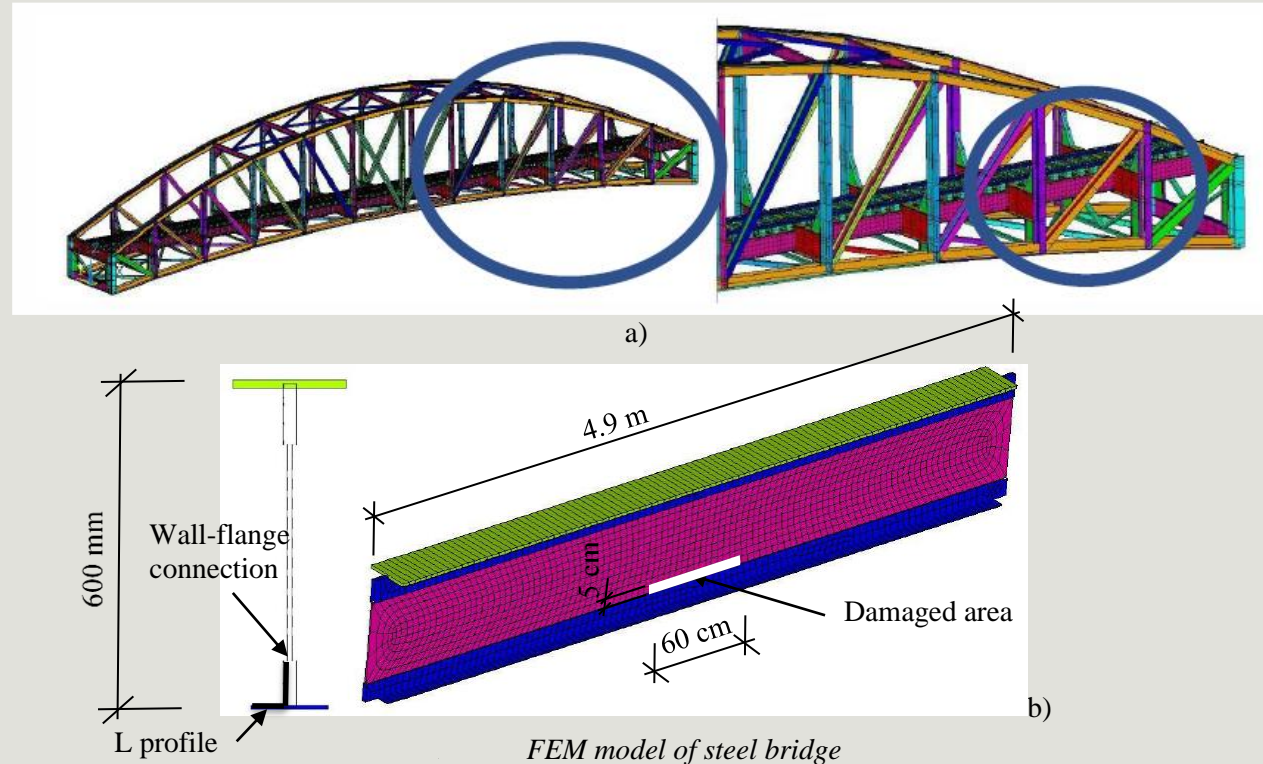 a)
4.9 m
600 mm
Wall-flange
connection
5 cm
Damaged area
60 cm
b)
L profile
FEM model of steel bridge